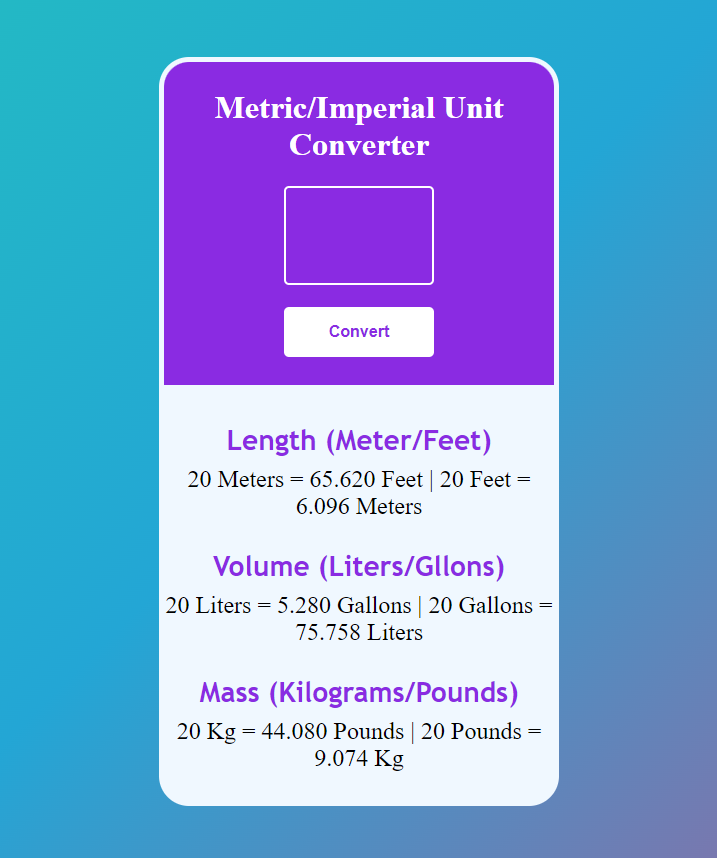 Metric/Imperial Unit
Converter
Convert
Length (Meter/Feet)
20 Meters = 65.620 Feet | 20 Feet =
6.096 Meters
Volume (Liters/Gllons)
20 Liters = 5.280 Gallons | 20 Gallons =
75.758 Liters
Mass (Kilograms/Pounds)
20 Kg = 44.080 Pounds | 20 Pounds =
9.074 Kg